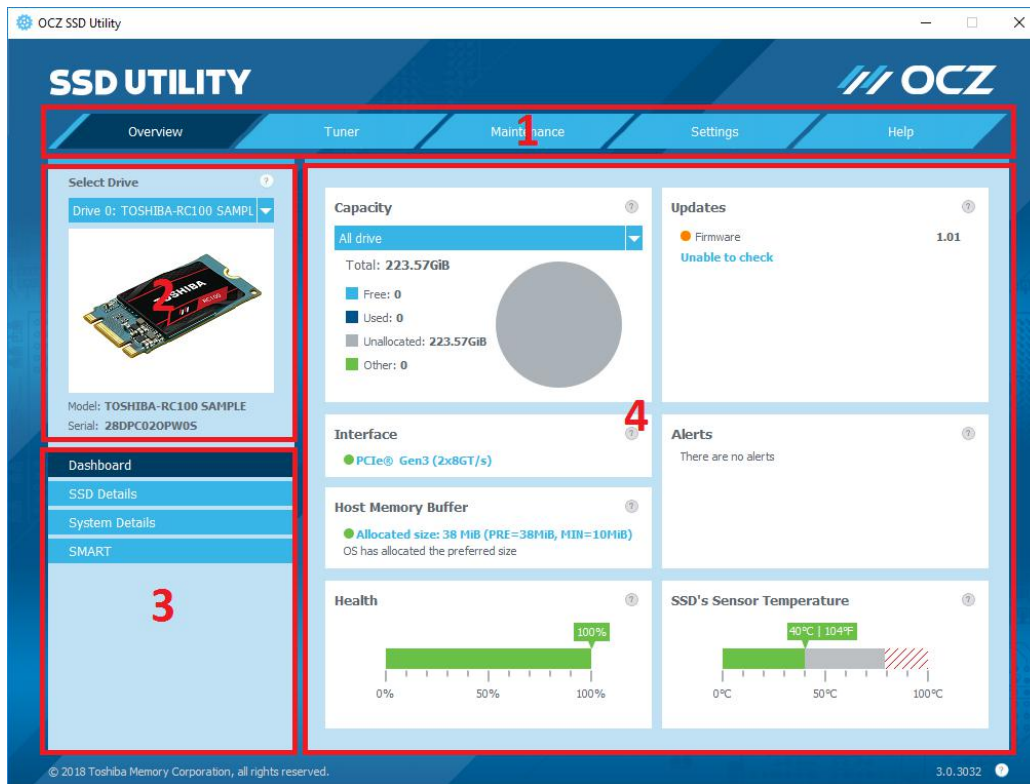 OCZ SSD Utility
SSD UTILITY
OCZ
Overview
Tuner
Maintenance
Settings
Help
1
Select Drive
?
Drive 0: TOSHIBA-RC100 SAMPL
TOSHIBA
RC100
2
Model: TOSHIBA-RC100 SAMPLE
Serial: 28DPC02OPW0S
Dashboard
SSD Details
System Details
SMART
3
Capacity
?
All drive
Total: 223.57GiB
Free: 0
Used: 0
Unallocated: 223.57GiB
Other: 0
Updates
?
Firmware 1.01
Unable to check
4
Interface
?
PCIe® Gen3 (2x8GT/s)
Alerts
?
There are no alerts
Host Memory Buffer
?
Allocated size: 38 MiB (PRE=38MiB, MIN=10MiB)
OS has allocated the preferred size
Health
?
100%
0% 50% 100%
SSD's Sensor Temperature
?
40°C | 104°F
0°C 50°C 100°C
© 2018 Toshiba Memory Corporation, all rights reserved.
3.0.3032 ?